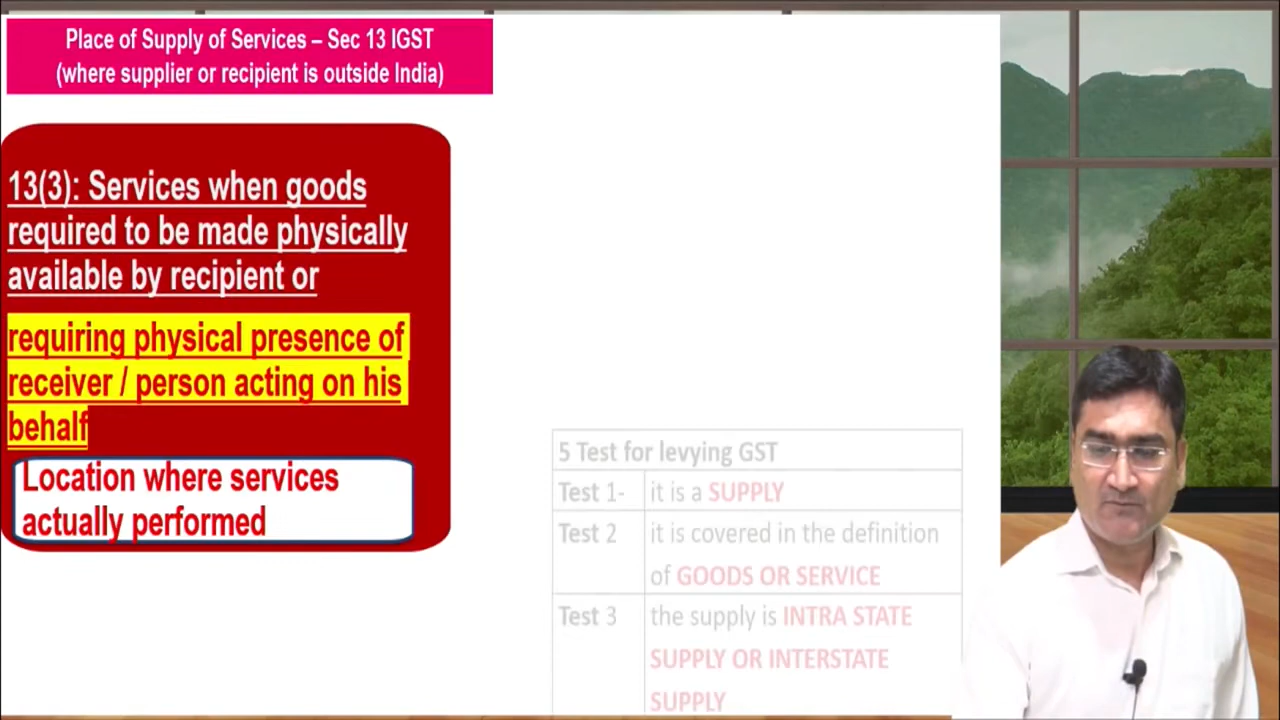 Place of Supply of Services – Sec 13 IGST
(where supplier or recipient is outside India)
13(3): Services when goods
required to be made physically
available by recipient or
requiring physical presence of
receiver / person acting on his
behalf
Location where services
actually performed
5 Test for levying GST
Test 1- it is a SUPPLY
Test 2 it is covered in the definition
of GOODS OR SERVICE
Test 3 the supply is INTRA STATE
SUPPLY OR INTERSTATE
SUPPLY